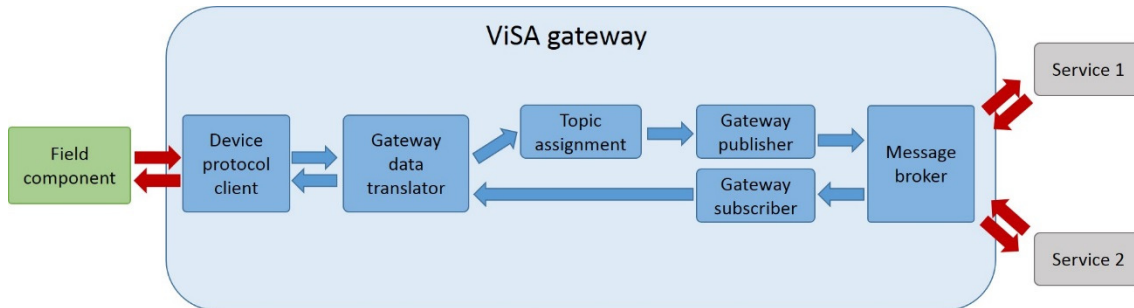 ViSA gateway
Service 1
Field
component
Device
protocol
client
Gateway
data
translator
Topic
assignment
Gateway
publisher
Gateway
subscriber
Message
broker
Service 2